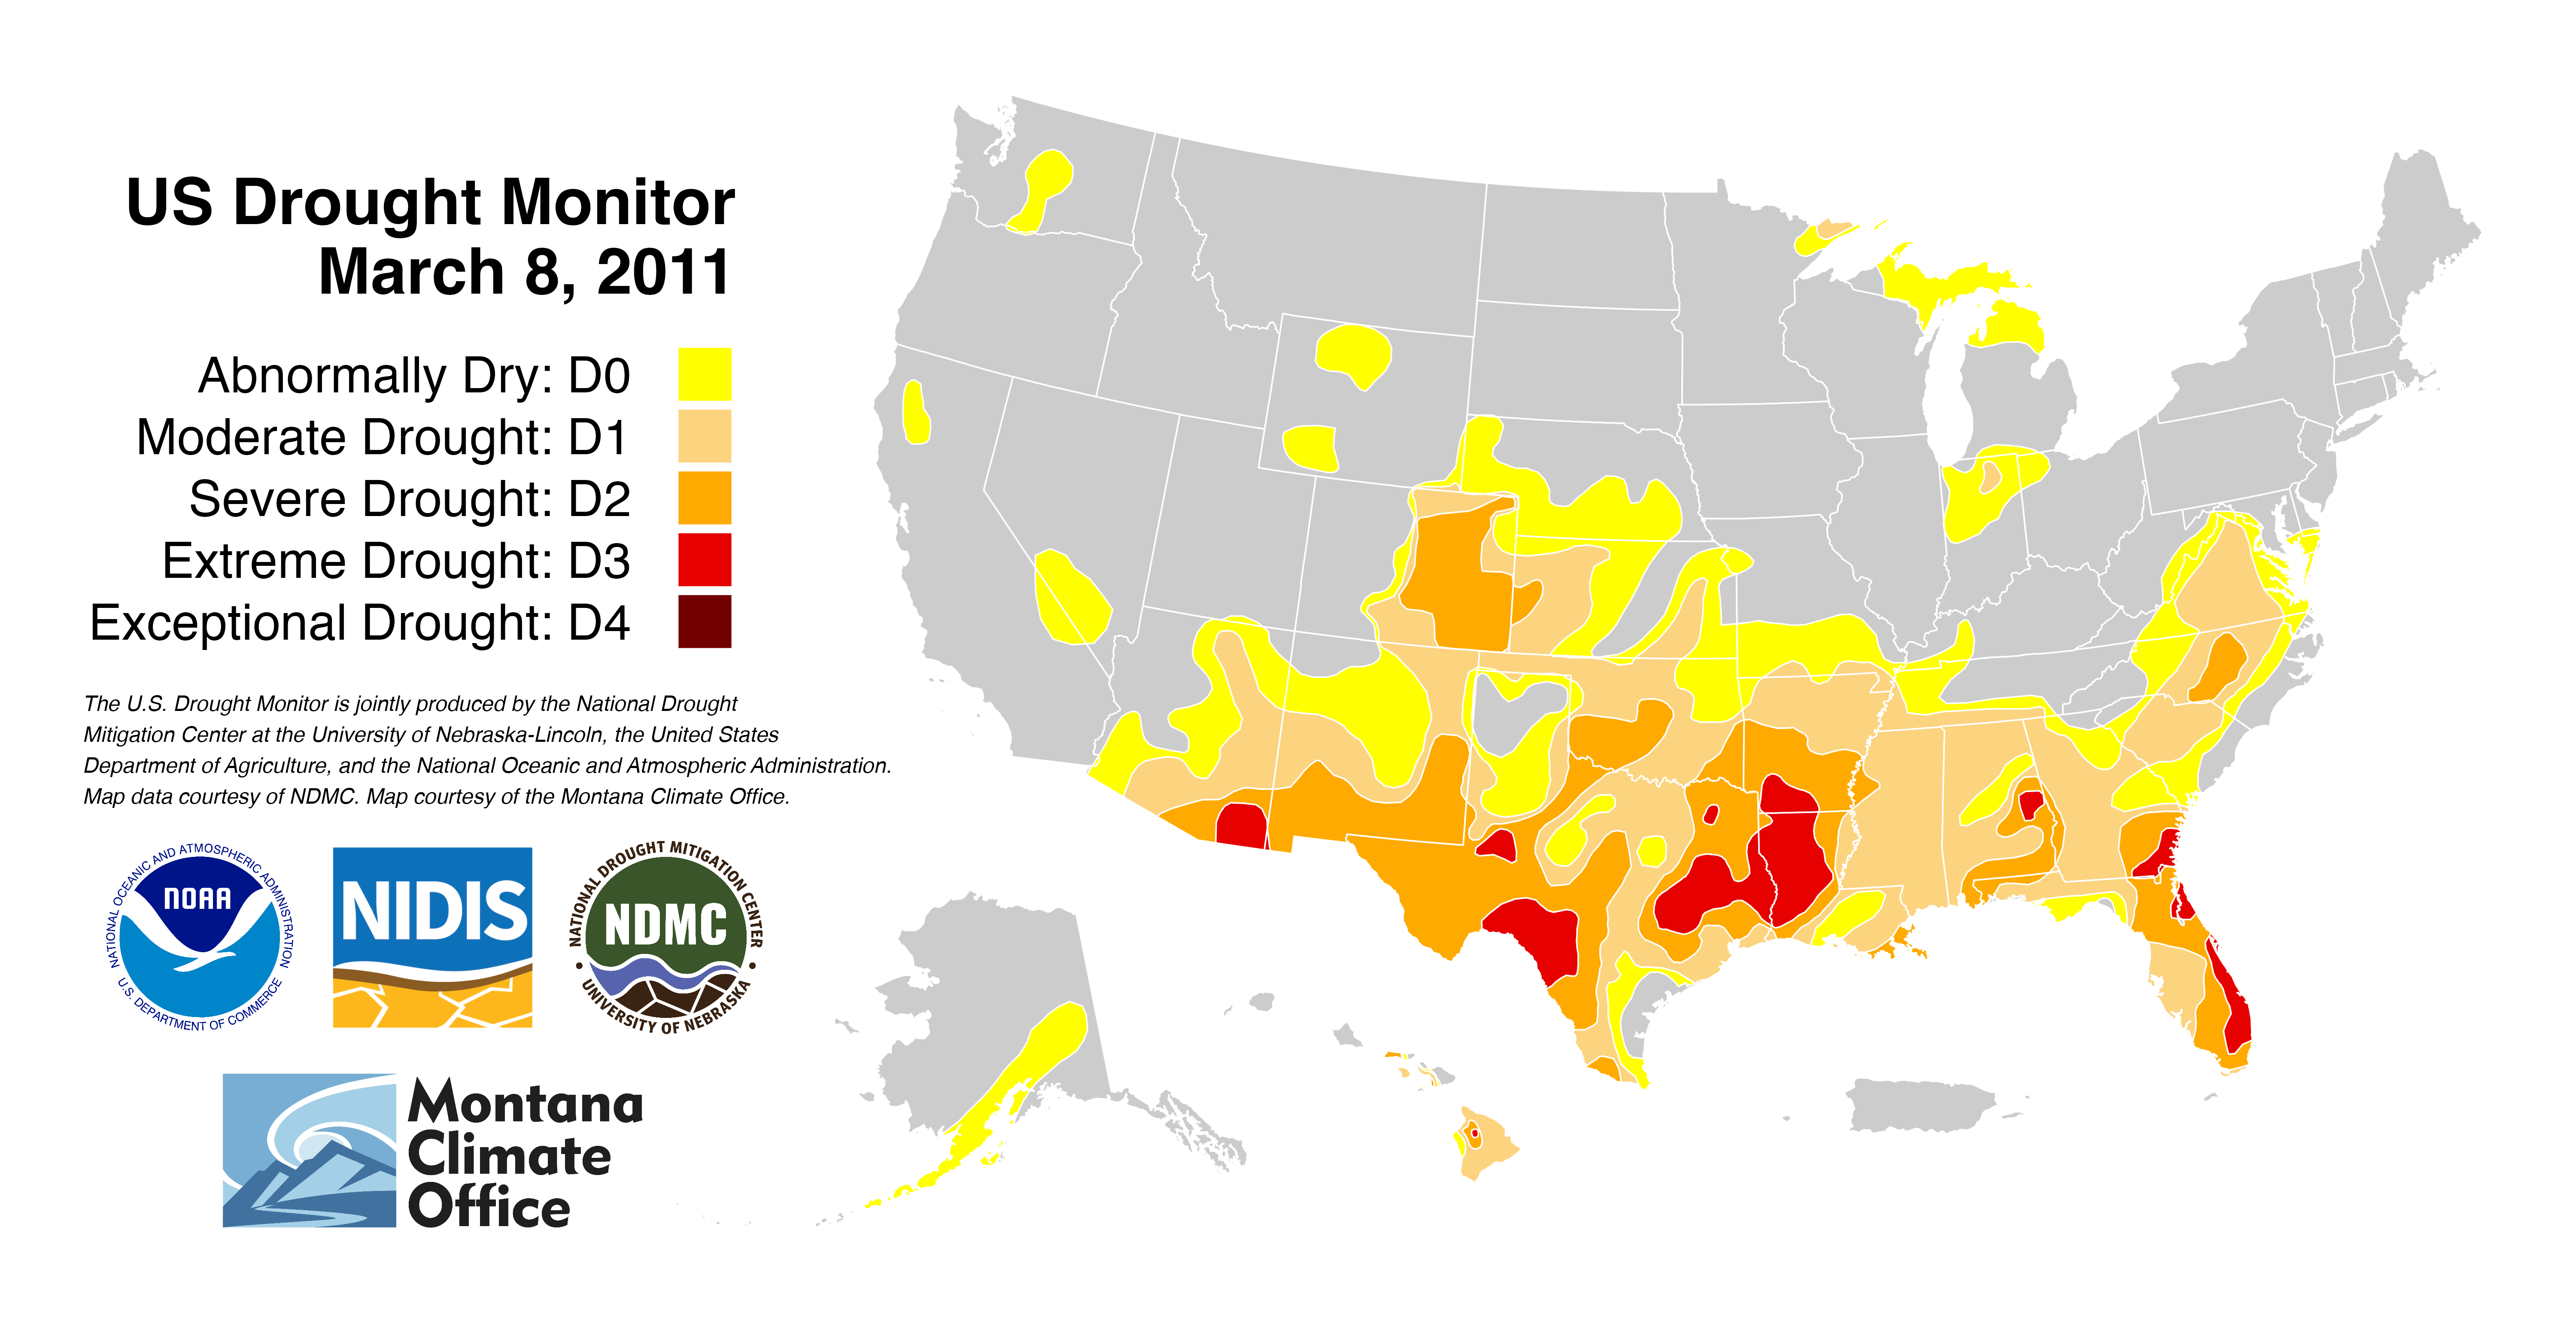 US Drought Monitor
March 8, 2011
Abnormally Dry: D0
Moderate Drought: D1
Severe Drought: D2
Extreme Drought: D3
Exceptional Drought: D4
The U.S. Drought Monitor is jointly produced by the National Drought
Mitigation Center at the University of Nebraska-Lincoln, the United States
Department of Agriculture, and the National Oceanic and Atmospheric Administration.
Map data courtesy of NDMC. Map courtesy of the Montana Climate Office.
NATIONAL OCEANIC AND ATMOSPHERIC ADMINISTRATION
NOAA
U.S. DEPARTMENT OF COMMERCE
NIDIS
NATIONAL DROUGHT MITIGATION CENTER
NDMC
UNIVERSITY OF NEBRASKA
Montana
Climate
Office